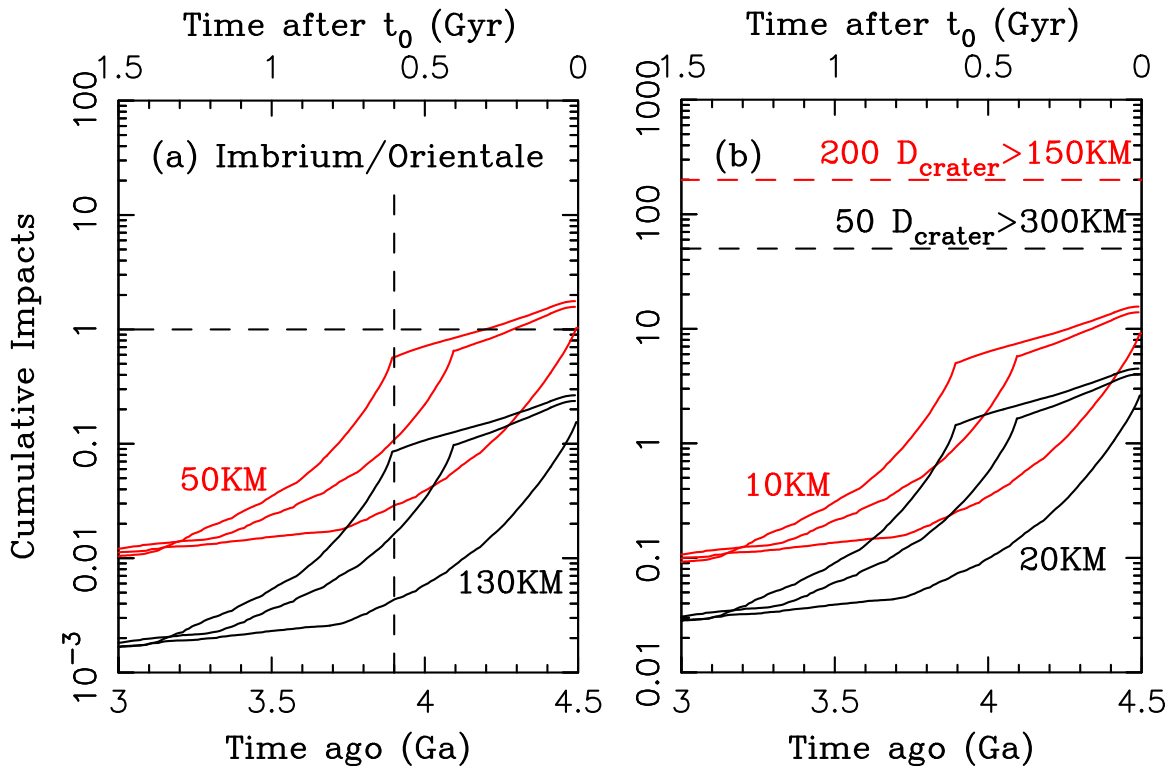 Time after t0 (Gyr)
1.5 1 0.5 0
Cumulative Impacts
100
10
1
0.1
0.01
10−3
(a) Imbrium/Orientale
50KM
130KM
3 3.5 4 4.5
Time ago (Ga)
Time after t0 (Gyr)
1.5 1 0.5 0
1000
100
10
1
0.1
0.01
(b)
200 Dcrater>150KM
50 Dcrater>300KM
10KM
20KM
3 3.5 4 4.5
Time ago (Ga)